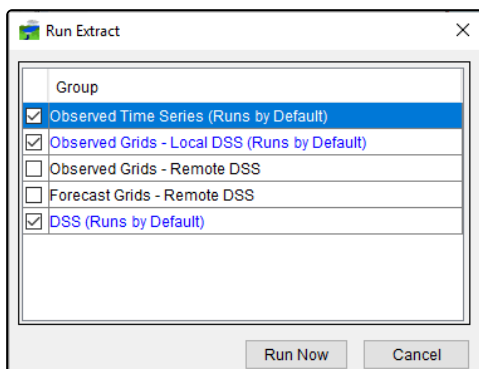 Run Extract
Group
Observed Time Series (Runs by Default)
Observed Grids - Local DSS (Runs by Default)
Observed Grids - Remote DSS
Forecast Grids - Remote DSS
DSS (Runs by Default)
Run Now Cancel